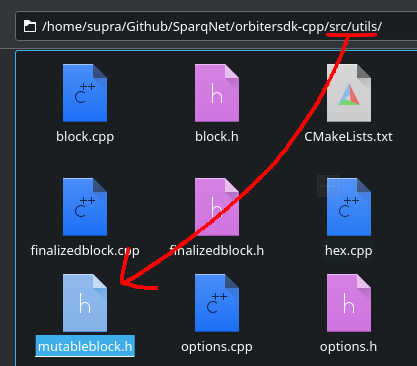 /home/supra/Github/SparqNet/orbitersdk-cpp/src/utils/
C++
h
block.cpp
block.h
CMakeLists.txt
C++
h
C++
finalizedblock.cpp
finalizedblock.h
hex.cpp
h
C++
h
mutableblock.h
options.cpp
options.h